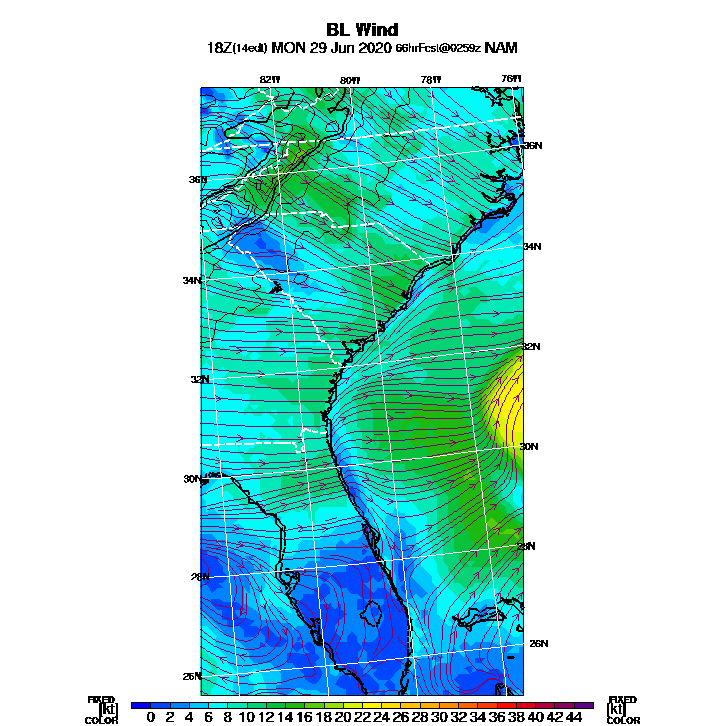 BL Wind
18Z(14edt) MON 29 Jun 2020 66hrFcst@0259z NAM
82W 80W 78W 76W
36N
36N
34N
34N
32N
32N
30N
30N
28N
28N
26N
26N
FIXED FIXED
[kt] 0 2 4 6 8 10 12 14 16 18 20 22 24 26 28 30 32 34 36 38 40 42 44 [kt]
COLOR COLOR